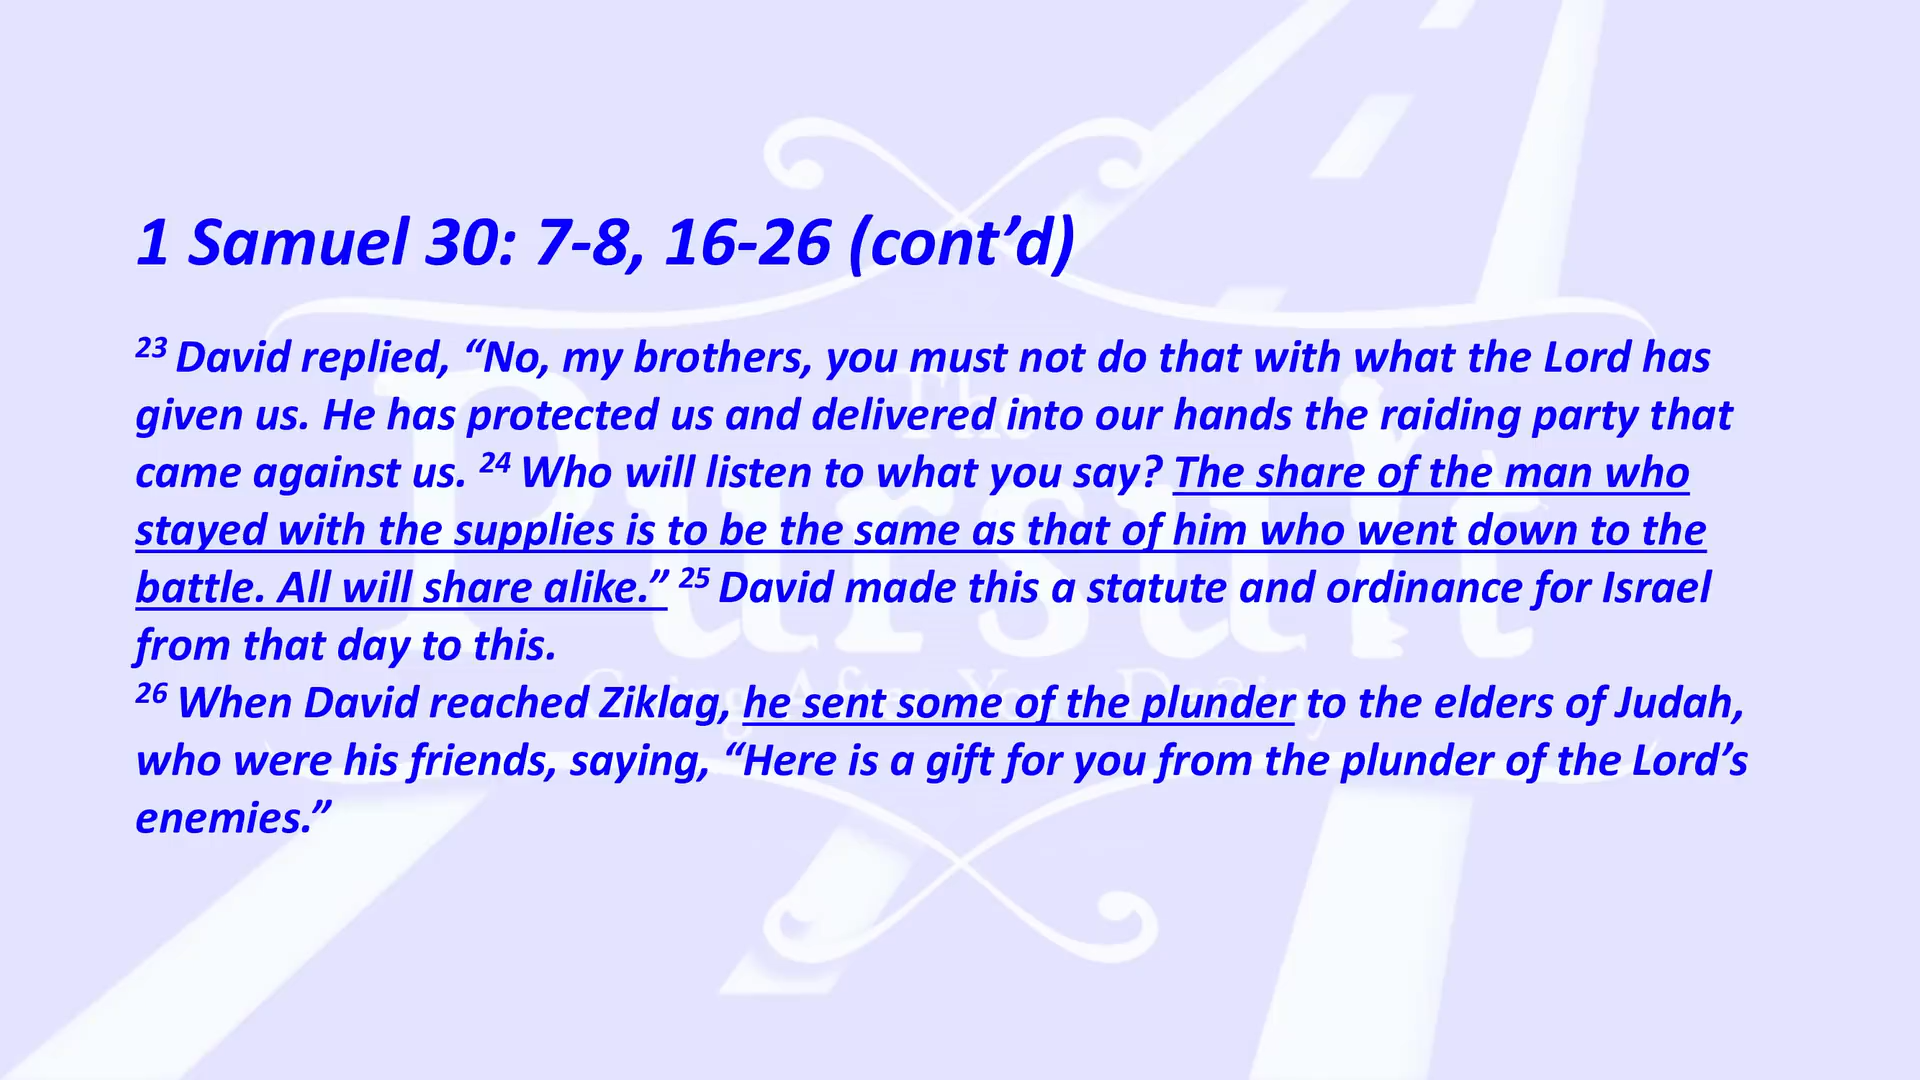 1 Samuel 30: 7-8, 16-26 (cont’d)
23 David replied, “No, my brothers, you must not do that with what the Lord has
given us. He has protected us and delivered into our hands the raiding party that
came against us. 24 Who will listen to what you say? The share of the man who
stayed with the supplies is to be the same as that of him who went down to the
battle. All will share alike.” 25 David made this a statute and ordinance for Israel
from that day to this.
26 When David reached Ziklag, he sent some of the plunder to the elders of Judah,
who were his friends, saying, “Here is a gift for you from the plunder of the Lord’s
enemies.”
The
Pursuit
Going After Your